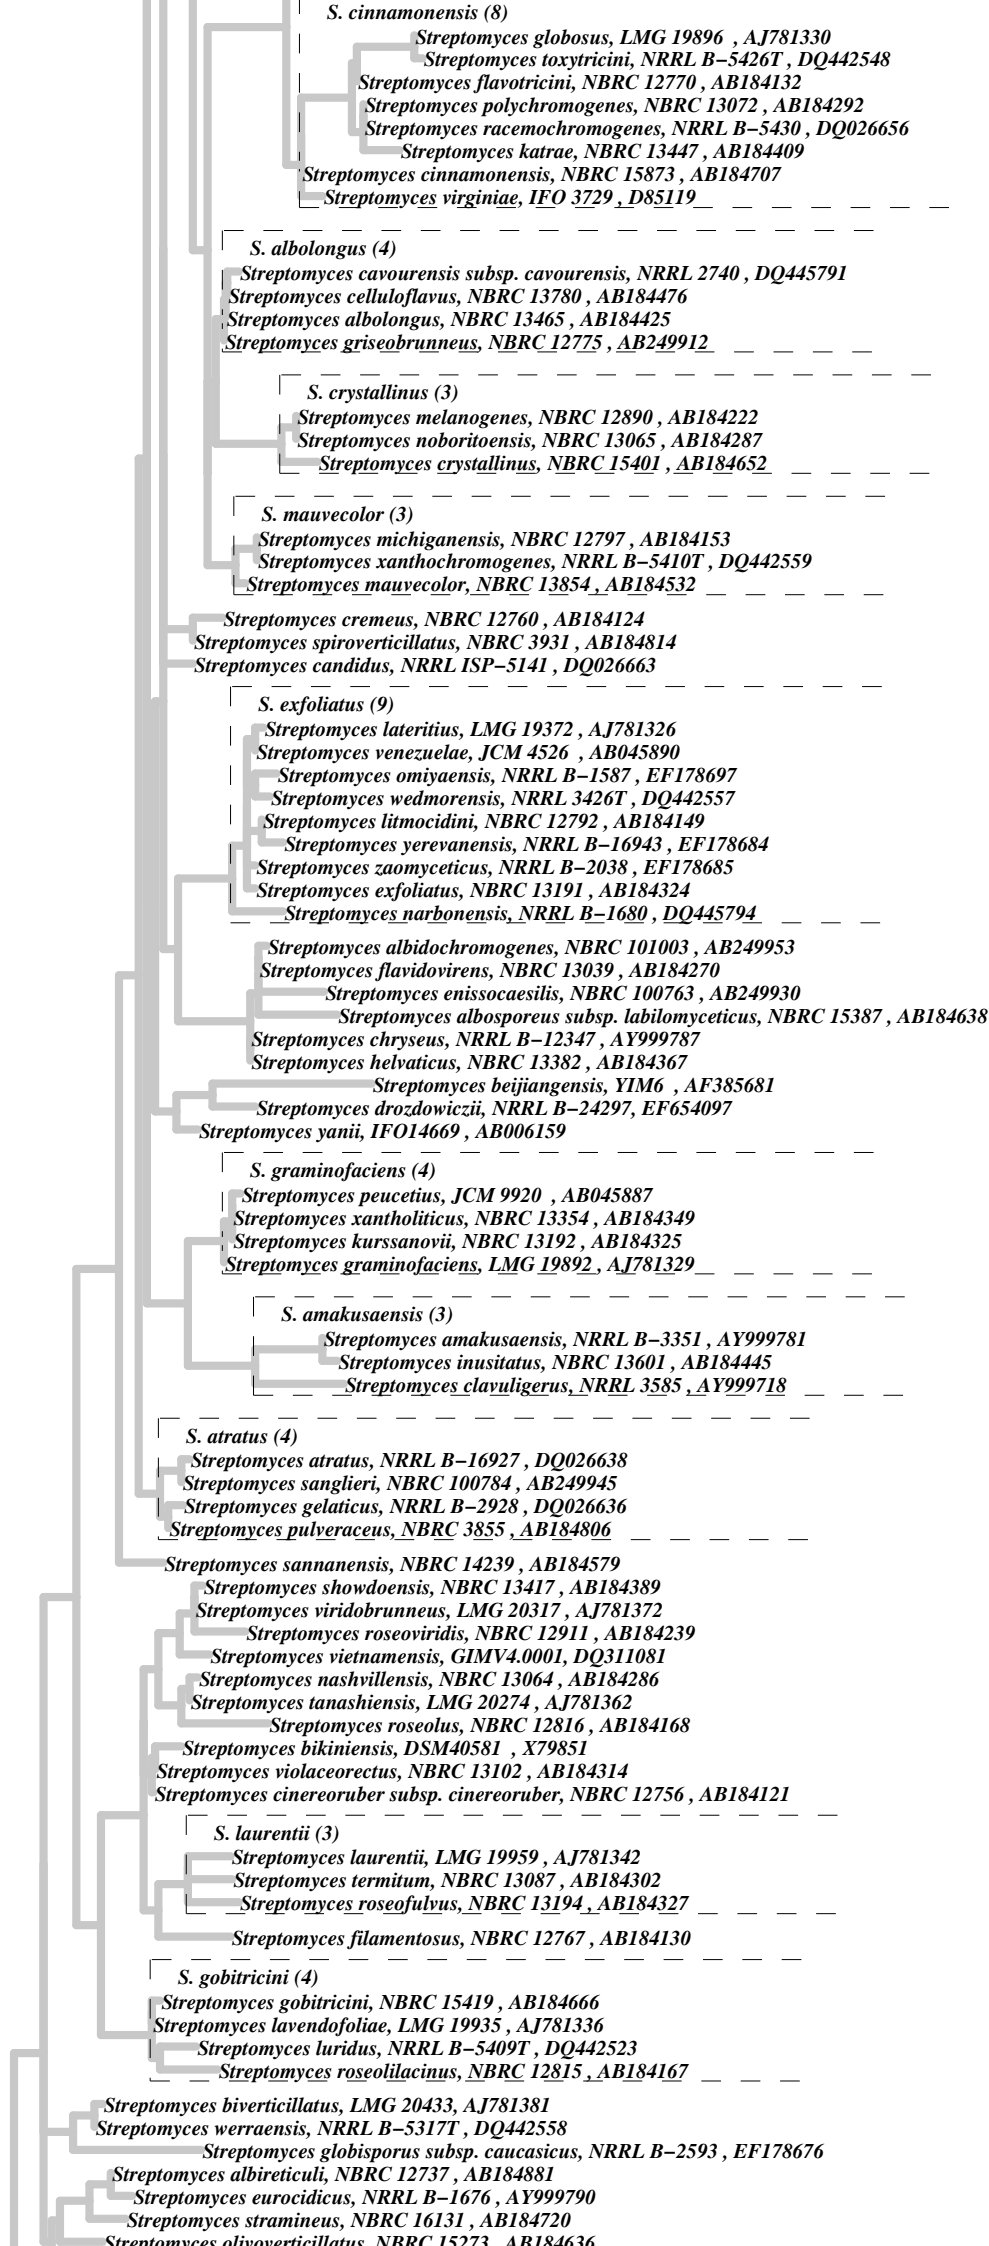 S. cinnamonensis (8)
Streptomyces globosus, LMG 19896 , AJ781330
Streptomyces toxytricini, NRRL B−5426T , DQ442548
Streptomyces flavotricini, NBRC 12770 , AB184132
Streptomyces polychromogenes, NBRC 13072 , AB184292
Streptomyces racemochromogenes, NRRL B−5430 , DQ026656
Streptomyces katrae, NBRC 13447 , AB184409
Streptomyces cinnamonensis, NBRC 15873 , AB184707
Streptomyces virginiae, IFO 3729 , D85119
S. albolongus (4)
Streptomyces cavourensis subsp. cavourensis, NRRL 2740 , DQ445791
Streptomyces celluloflavus, NBRC 13780 , AB184476
Streptomyces albolongus, NBRC 13465 , AB184425
Streptomyces griseobrunneus, NBRC 12775 , AB249912
S. crystallinus (3)
Streptomyces melanogenes, NBRC 12890 , AB184222
Streptomyces noboritoensis, NBRC 13065 , AB184287
Streptomyces crystallinus, NBRC 15401 , AB184652
S. mauvecolor (3)
Streptomyces michiganensis, NBRC 12797 , AB184153
Streptomyces xanthochromogenes, NRRL B−5410T , DQ442559
Streptomyces mauvecolor, NBRC 13854 , AB184532
Streptomyces cremeus, NBRC 12760 , AB184124
Streptomyces spiroverticillatus, NBRC 3931 , AB184814
Streptomyces candidus, NRRL ISP−5141 , DQ026663
S. exfoliatus (9)
Streptomyces lateritius, LMG 19372 , AJ781326
Streptomyces venezuelae, JCM 4526 , AB045890
Streptomyces omiyaensis, NRRL B−1587 , EF178697
Streptomyces wedmorensis, NRRL 3426T , DQ442557
Streptomyces litmocidini, NBRC 12792 , AB184149
Streptomyces yerevanensis, NRRL B−16943 , EF178684
Streptomyces zaomyceticus, NRRL B−2038 , EF178685
Streptomyces exfoliatus, NBRC 13191 , AB184324
Streptomyces narbonensis, NRRL B−1680 , DQ445794
Streptomyces albidochromogenes, NBRC 101003 , AB249953
Streptomyces flavidovirens, NBRC 13039 , AB184270
Streptomyces enissocaesilis, NBRC 100763 , AB249930
Streptomyces albosporeus subsp. labilomyceticus, NBRC 15387 , AB184638
Streptomyces chryseus, NRRL B−12347 , AY999787
Streptomyces helvaticus, NBRC 13382 , AB184367
Streptomyces beijiangensis, YIM6 , AF385681
Streptomyces drozdowiczii, NRRL B−24297, EF654097
Streptomyces yanii, IFO14669 , AB006159
S. graminofaciens (4)
Streptomyces peucetius, JCM 9920 , AB045887
Streptomyces xantholiticus, NBRC 13354 , AB184349
Streptomyces kurssanovii, NBRC 13192 , AB184325
Streptomyces graminofaciens, LMG 19892 , AJ781329
S. amakusaensis (3)
Streptomyces amakusaensis, NRRL B−3351 , AY999781
Streptomyces inusitatus, NBRC 13601 , AB184445
Streptomyces clavuligerus, NRRL 3585 , AY999718
S. atratus (4)
Streptomyces atratus, NRRL B−16927 , DQ026638
Streptomyces sanglieri, NBRC 100784 , AB249945
Streptomyces gelaticus, NRRL B−2928 , DQ026636
Streptomyces pulveraceus, NBRC 3855 , AB184806
Streptomyces sannanensis, NBRC 14239 , AB184579
Streptomyces showdoensis, NBRC 13417 , AB184389
Streptomyces viridobrunneus, LMG 20317 , AJ781372
Streptomyces roseoviridis, NBRC 12911 , AB184239
Streptomyces vietnamensis, GIMV4.0001, DQ311081
Streptomyces nashvillensis, NBRC 13064 , AB184286
Streptomyces tanashiensis, LMG 20274 , AJ781362
Streptomyces roseolus, NBRC 12816 , AB184168
Streptomyces bikiniensis, DSM40581 , X79851
Streptomyces violaceorectus, NBRC 13102 , AB184314
Streptomyces cinereoruber subsp. cinereoruber, NBRC 12756 , AB184121
S. laurentii (3)
Streptomyces laurentii, LMG 19959 , AJ781342
Streptomyces termitum, NBRC 13087 , AB184302
Streptomyces roseofulvus, NBRC 13194 , AB184327
Streptomyces filamentosus, NBRC 12767 , AB184130
S. gobitricini (4)
Streptomyces gobitricini, NBRC 15419 , AB184666
Streptomyces lavendofoliae, LMG 19935 , AJ781336
Streptomyces luridus, NRRL B−5409T , DQ442523
Streptomyces roseolilacinus, NBRC 12815 , AB184167
Streptomyces biverticillatus, LMG 20433, AJ781381
Streptomyces werraensis, NRRL B−5317T , DQ442558
Streptomyces globisporus subsp. caucasicus, NRRL B−2593 , EF178676
Streptomyces albireticuli, NBRC 12737 , AB184881
Streptomyces eurocidicus, NRRL B−1676 , AY999790
Streptomyces stramineus, NBRC 16131 , AB184720
Streptomyces olivoverticillatus, NBRC 15273 , AB184636